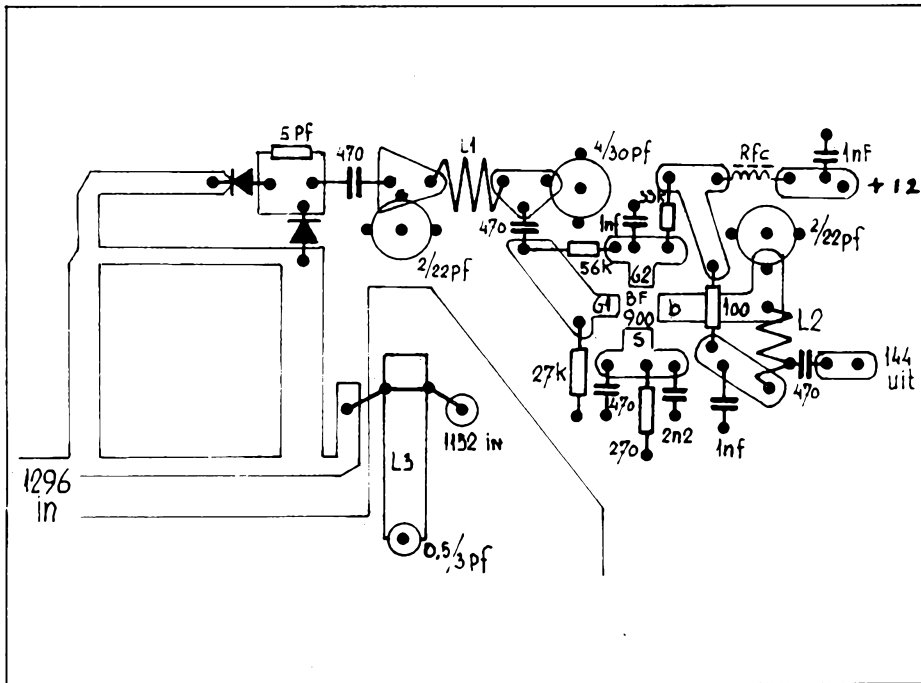 5 Pf
470
L1
4/30pf
Rfc
1nF
+ 12
33k
1nf
470
2/22pf
2/22pf
56k
G2
G1
BF
900
b
100
L2
S
27k
470
270
2n2
1nf
470
144
uit
1152 in
L3
1296
in
0.5/3pf